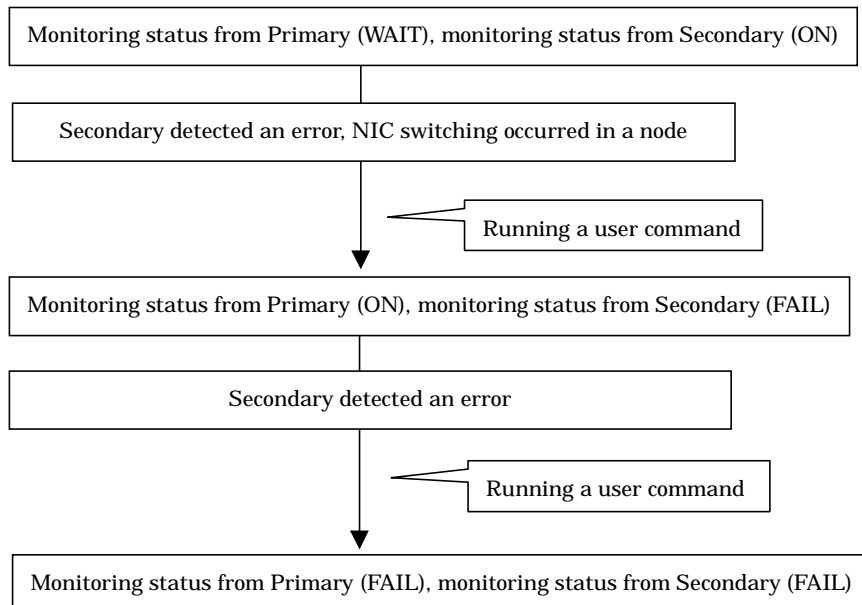 Monitoring status from Primary (WAIT), monitoring status from Secondary (ON)
Secondary detected an error, NIC switching occurred in a node
Running a user command
Monitoring status from Primary (ON), monitoring status from Secondary (FAIL)
Secondary detected an error
Running a user command
Monitoring status from Primary (FAIL), monitoring status from Secondary (FAIL)